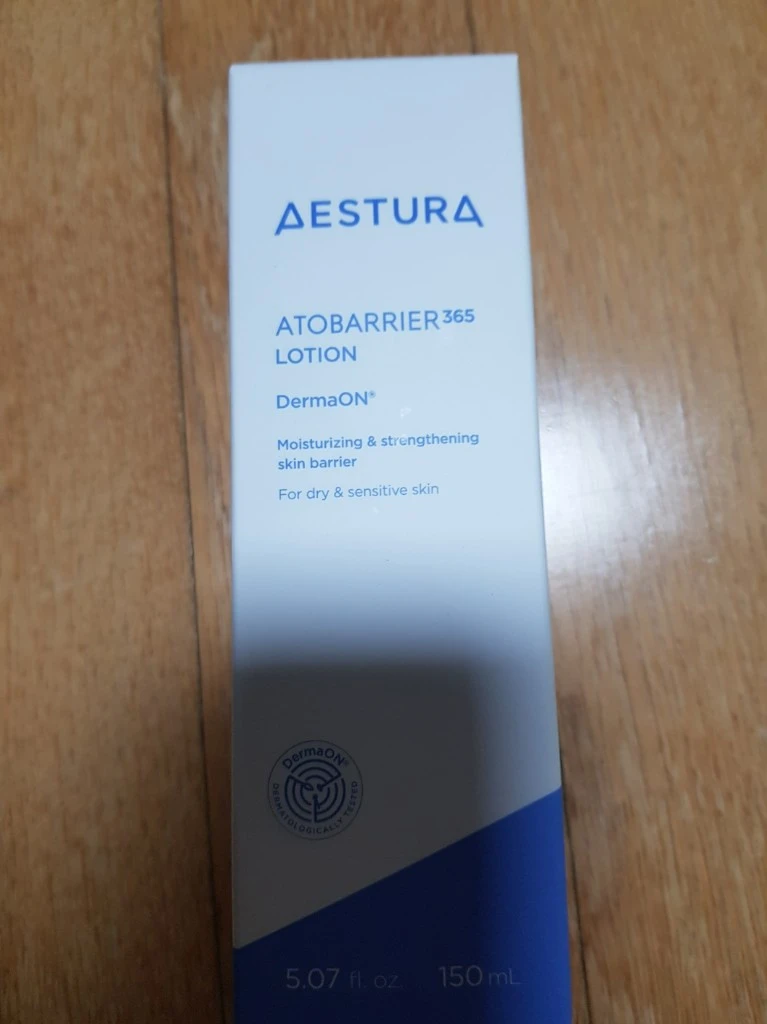 AESTURA
ATOBARRIER365
LOTION
DermaON®
Moisturizing & strengthening
skin barrier
For dry & sensitive skin
DermaON®
DERMATOLOGICALLY TESTED
5.07 fl. oz. 150 mL